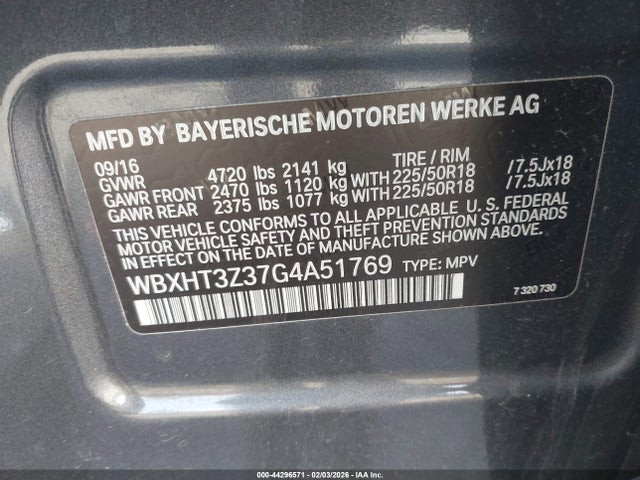 MFD BY BAYERISCHE MOTOREN WERKE AG
09/16 TIRE / RIM
GVWR 4720 lbs 2141 kg
GAWR FRONT 2470 lbs 1120 kg WITH 225/50R18 /7.5Jx18
GAWR REAR 2375 lbs 1077 kg WITH 225/50R18 /7.5Jx18
THIS VEHICLE CONFORMS TO ALL APPLICABLE U.S. FEDERAL
MOTOR VEHICLE SAFETY AND THEFT PREVENTION STANDARDS
IN EFFECT ON THE DATE OF MANUFACTURE SHOWN ABOVE.
WBXHT3Z37G4A51769 TYPE: MPV
7 320 730
000-44296571 | 02/03/2026 | IAA Inc.